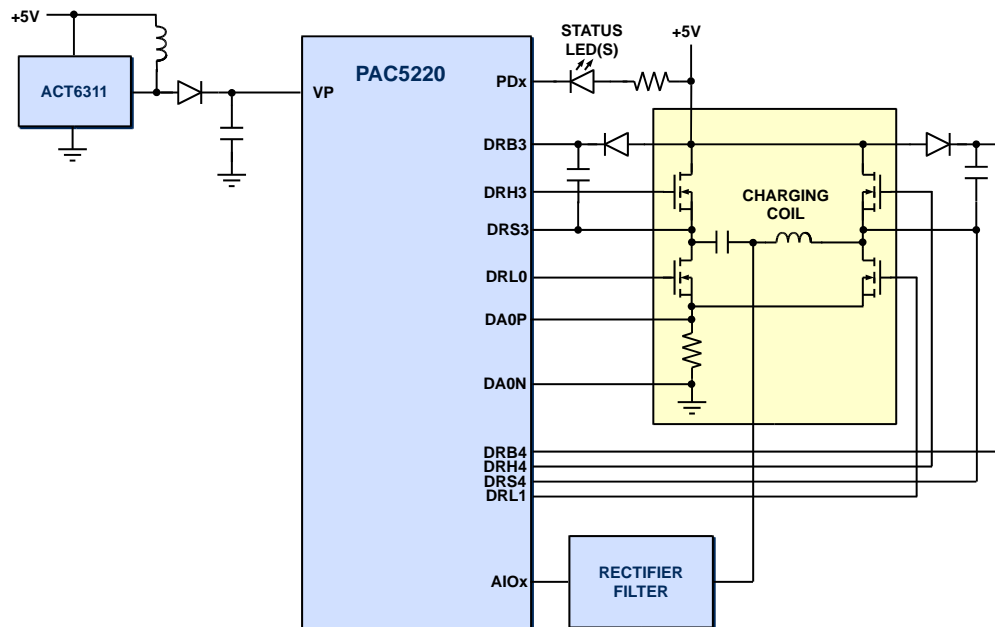 +5V
ACT6311
VP
PAC5220
STATUS
LED(S)
+5V
PDx
DRB3
DRH3
DRS3
DRL0
DA0P
DA0N
DRB4
DRH4
DRS4
DRL1
AIOx
CHARGING
COIL
RECTIFIER
FILTER